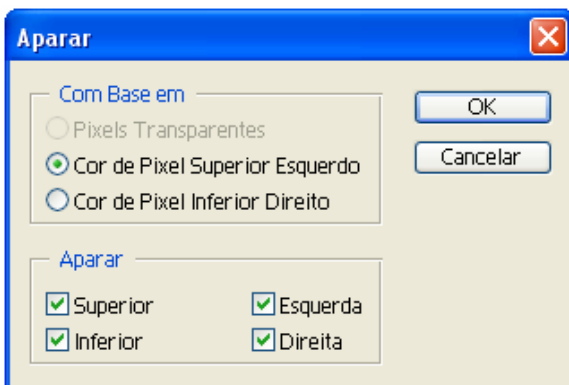 Aparar
Com Base em
Pixels Transparentes
Cor de Pixel Superior Esquerdo
Cor de Pixel Inferior Direito
OK
Cancelar
Aparar
Superior
Esquerda
Inferior
Direita